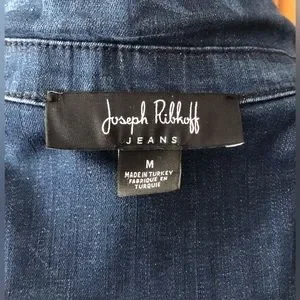 Joseph Ribkoff
JEANS
M
MADE IN TURKEY
FABRIQUE EN
TURQUIE